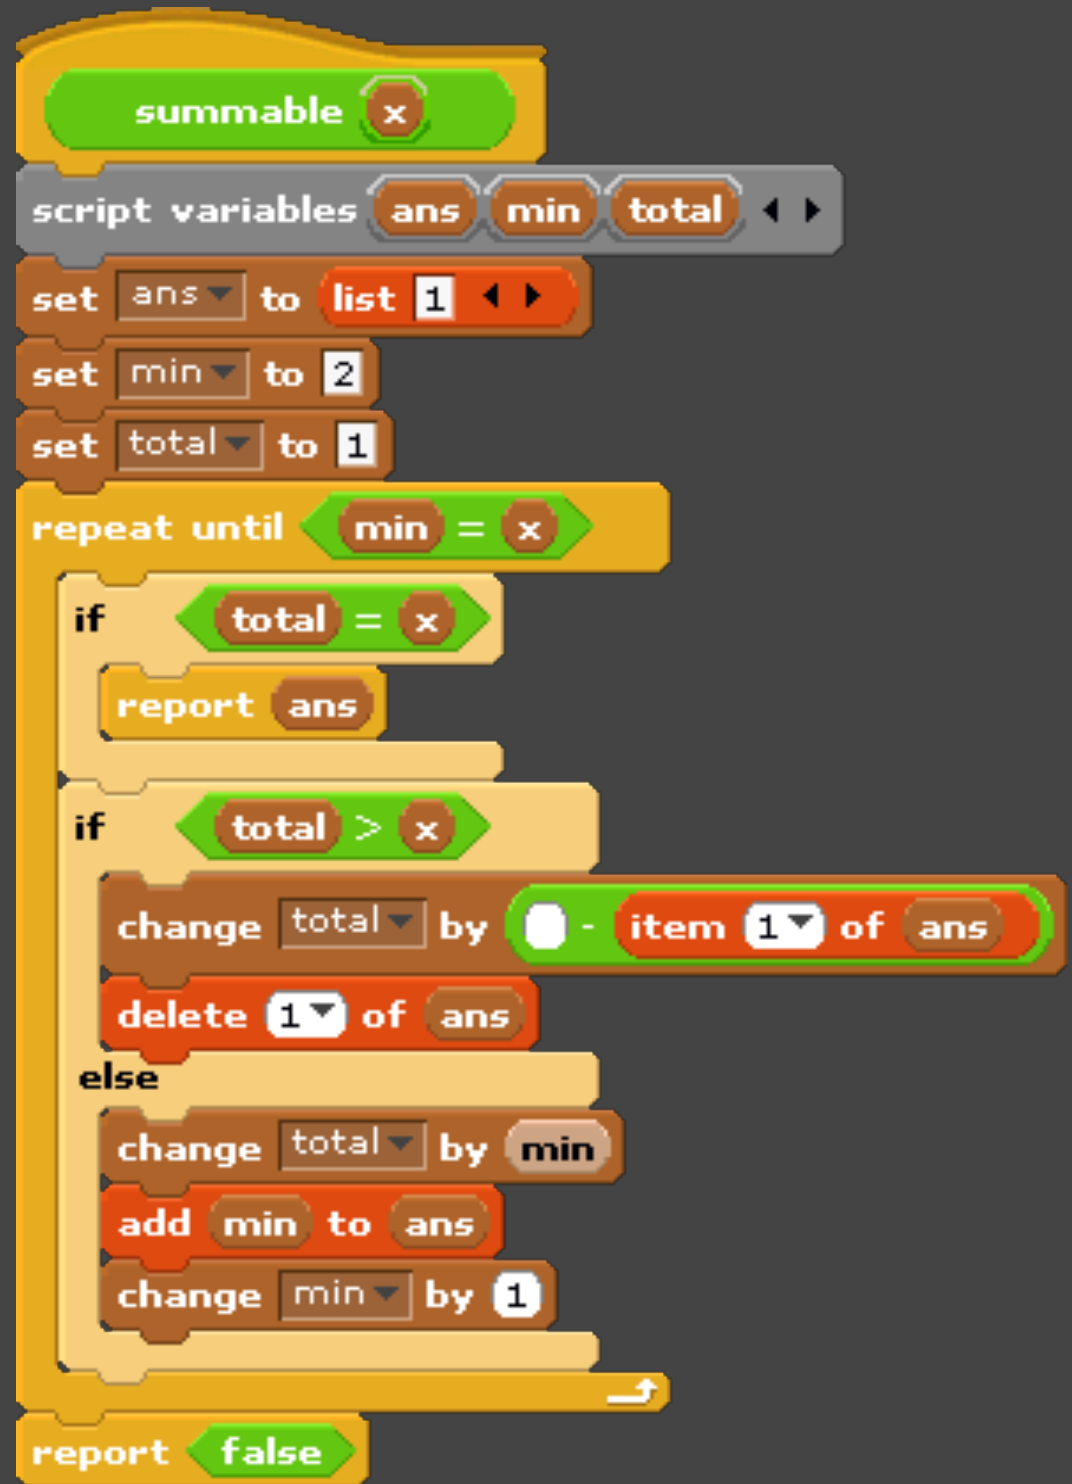 summable x
script variables ans min total
set ans to list 1
set min to 2
set total to 1
repeat until min = x
if total = x
report ans
if total > x
change total by - item 1 of ans
delete 1 of ans
else
change total by min
add min to ans
change min by 1
report false